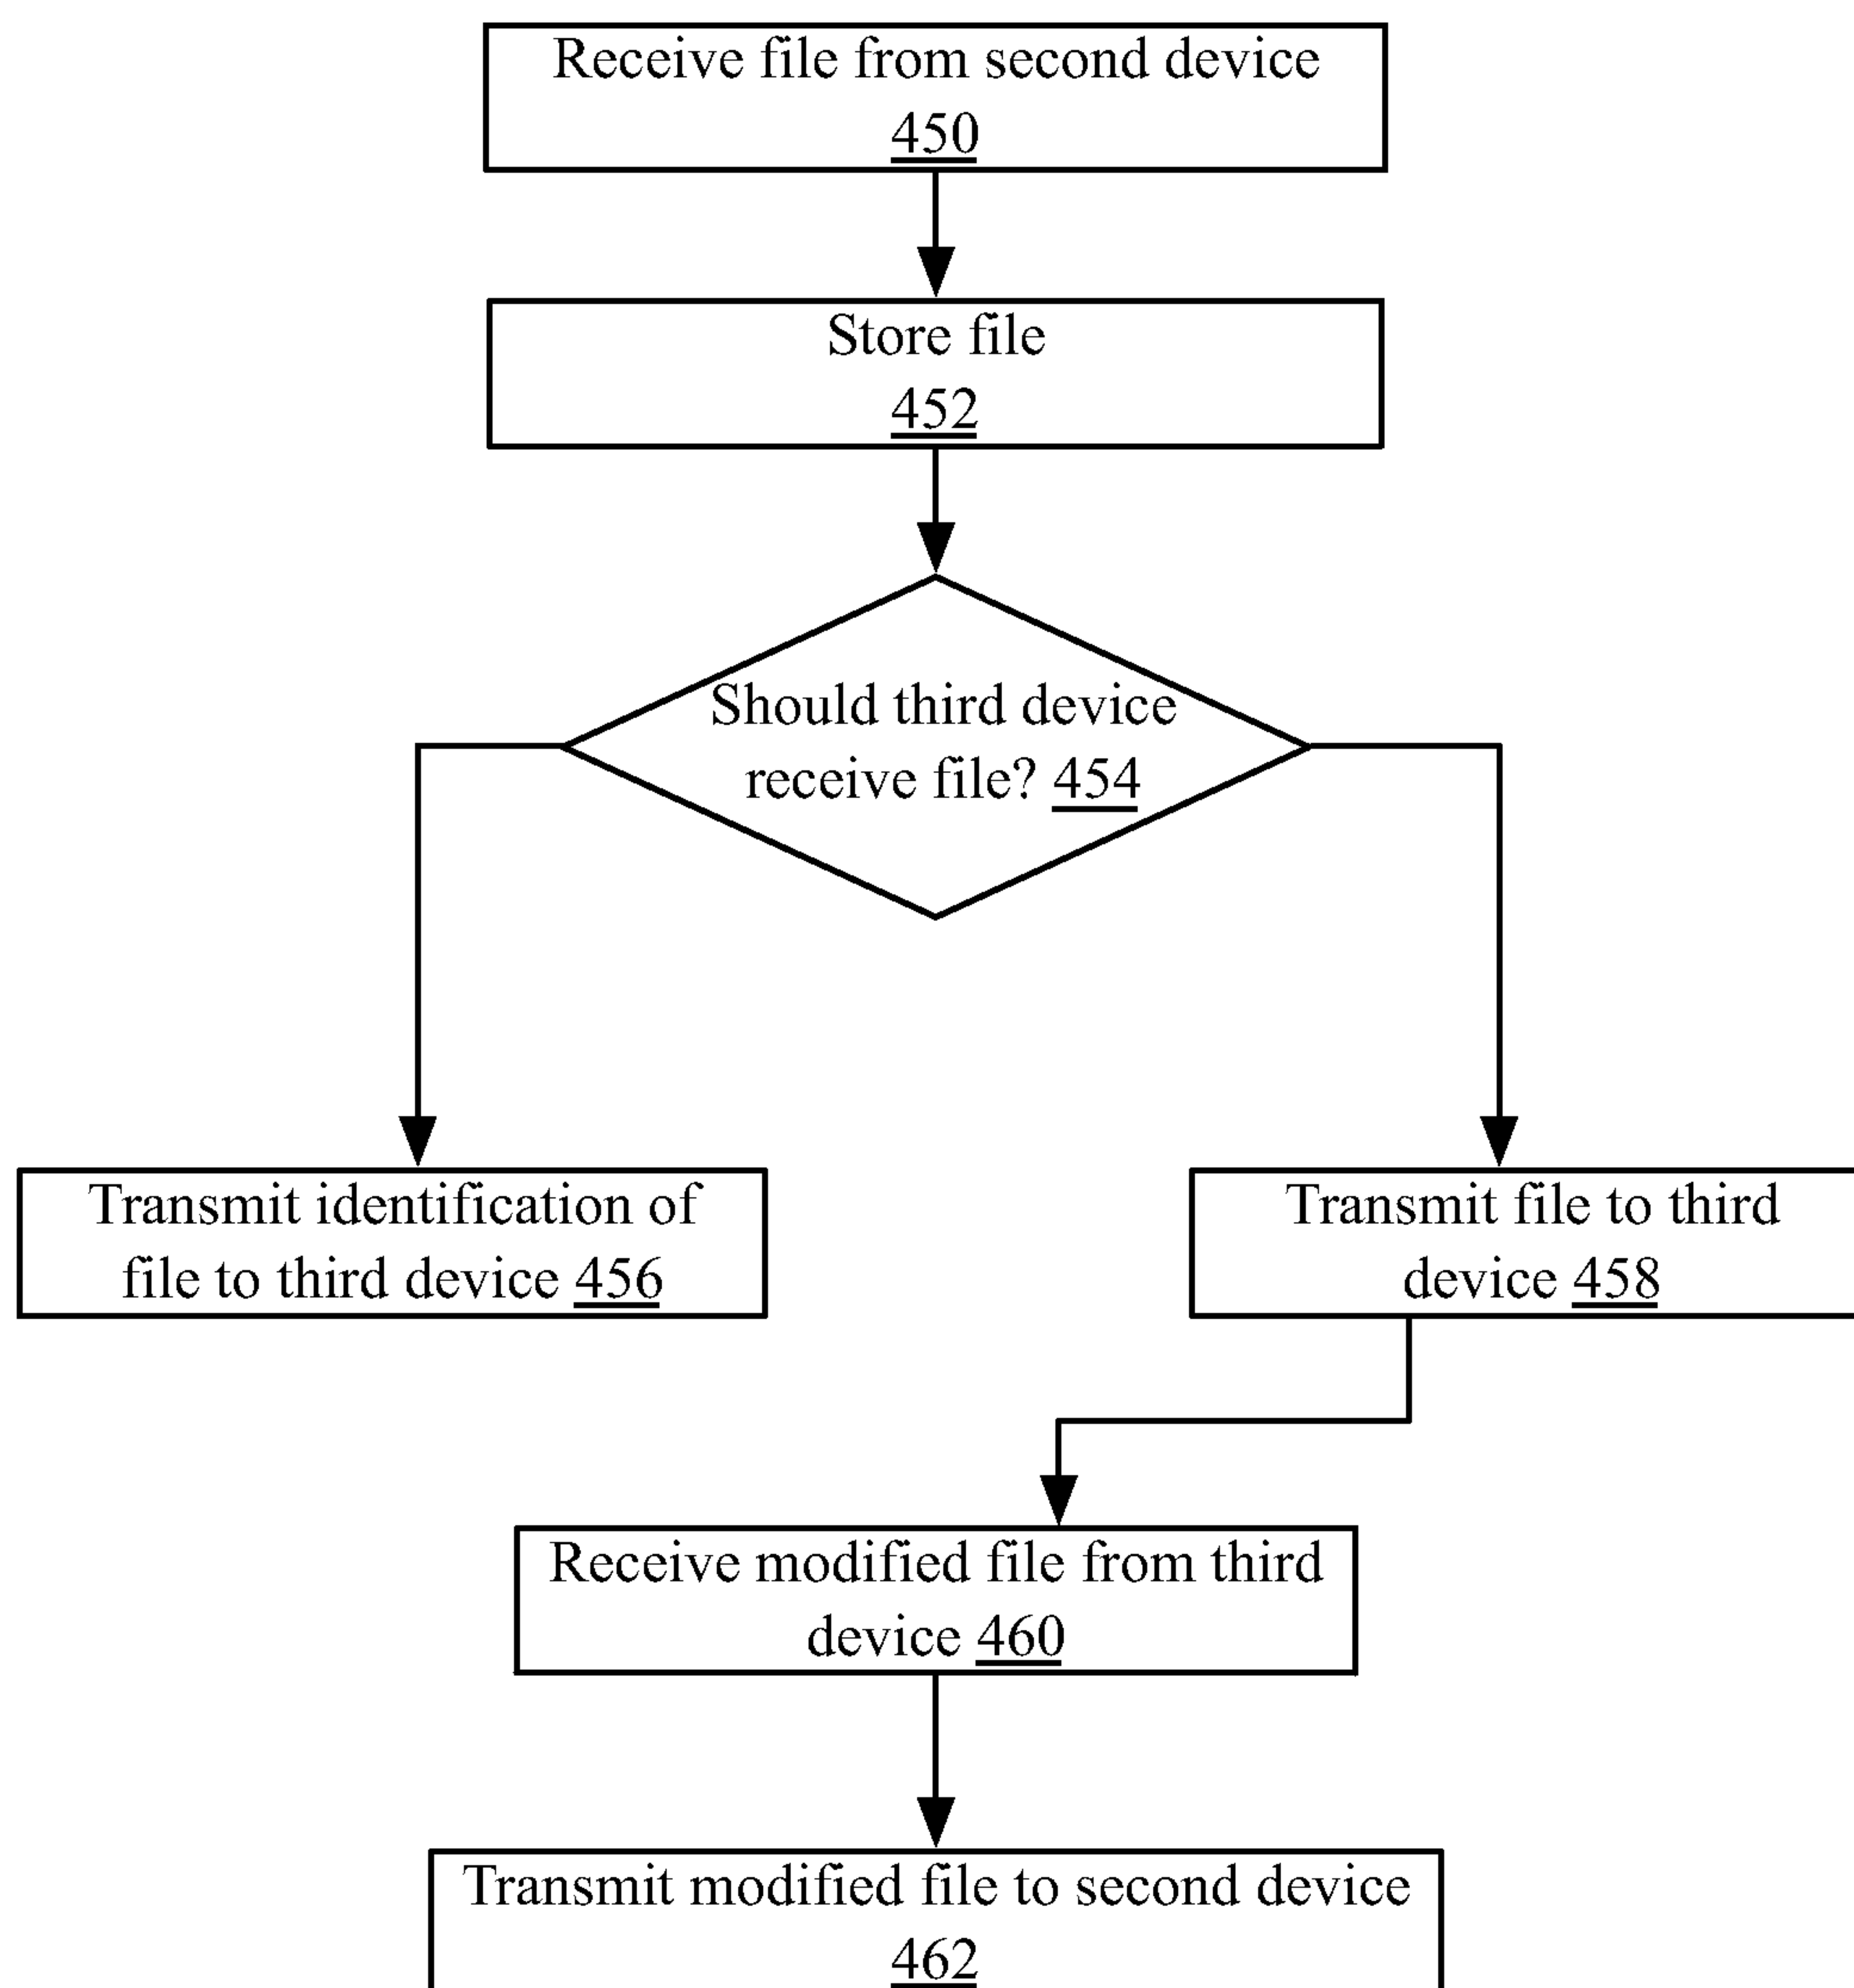 Receive file from second device
450
Store file
452
Should third device
receive file? 454
Transmit identification of
file to third device 456
Transmit file to third
device 458
Receive modified file from third
device 460
Transmit modified file to second device
462